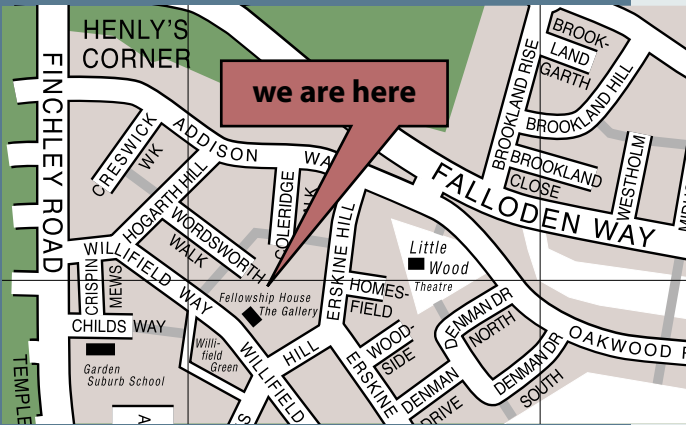 HENLY'S
CORNER
FINCHLEY ROAD
we are here
BROOK-
LAND
GARTH
BROOKLAND RISE
BROOKLAND HILL
BROOKLAND
CLOSE
WESTHOLM
ADDISON WA
CRESWICK
WK
HOGARTH HILL
WORDSWORTH
WALK
COLERIDGE
ERSKINE HILL
FALLODEN WAY
Little
Wood
Theatre
WILLIFIELD WAY
CRISPIN
MEWS
CHILDS WAY
Fellowship House
The Gallery
HOMES-
FIELD
Garden
Suburb School
Willi-
field
Green
WILLIFIELD
HILL
ERSKINE
WOOD-
SIDE
DENMAN
DRIVE
DENMAN DR
NORTH
DENMAN DR
SOUTH
OAKWOOD
TEMPLE